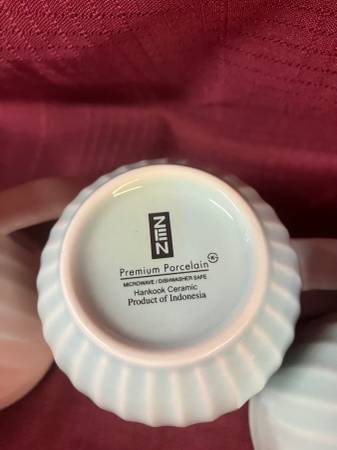 ZEN
Premium Porcelain
MICROWAVE / DISHWASHER SAFE
Hankook Ceramic
Product of Indonesia